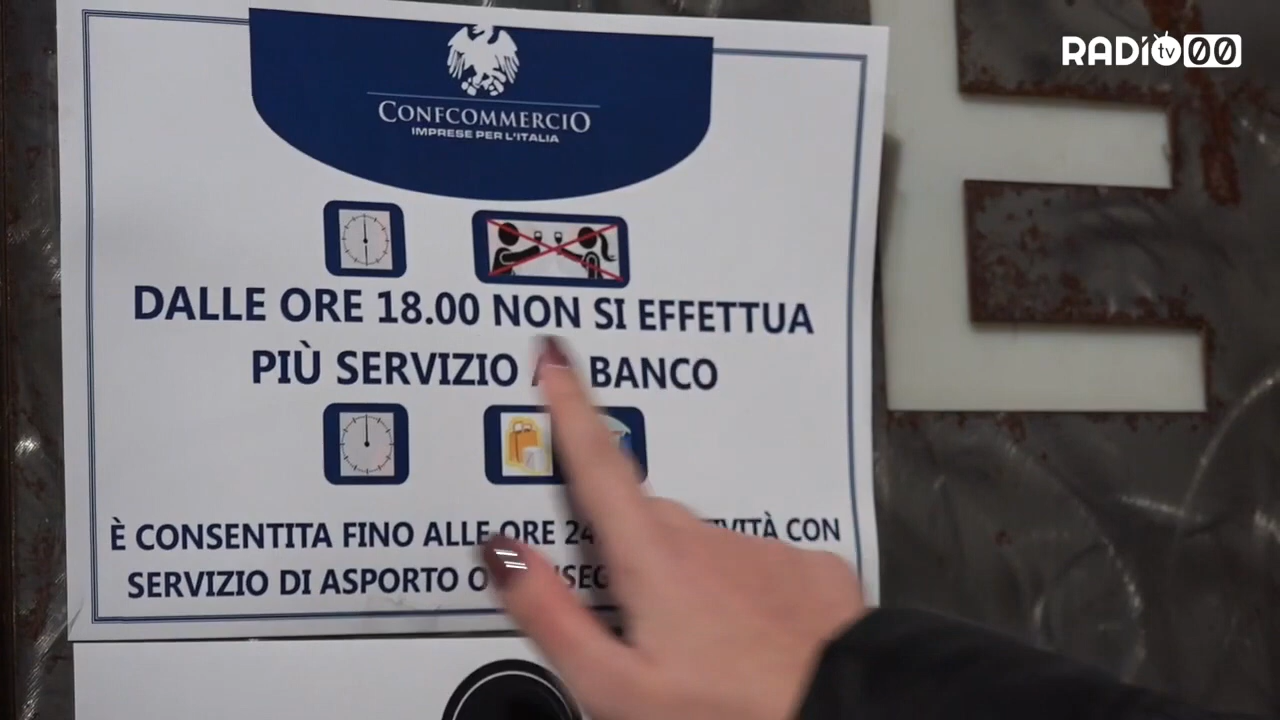 RADIO tv 00
CONFCOMMERCIO
IMPRESE PER L'ITALIA
DALLE ORE 18.00 NON SI EFFETTUA
PIÙ SERVIZIO BANCO
È CONSENTITA FINO ALLE ORE 24 CON
SERVIZIO DI ASPORTO O
E